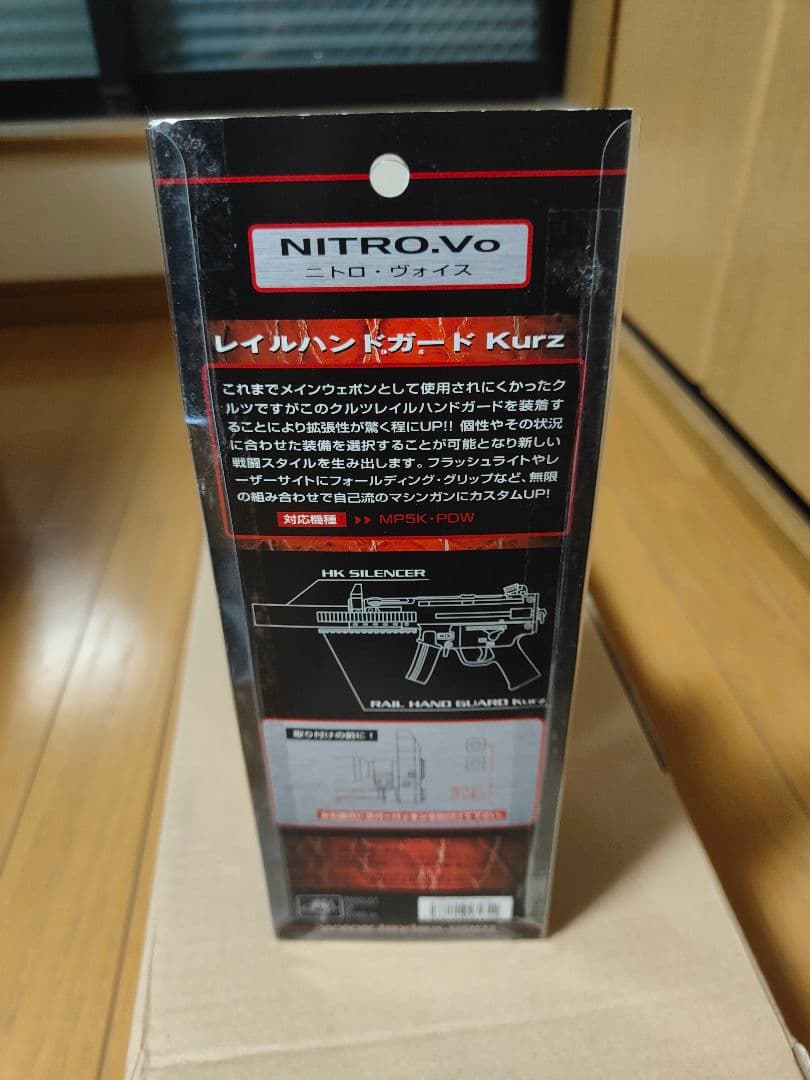 NITRO.Vo
ニトロ・ヴォイス
レイルハンドガード Kurz
これまでメインウェポンとして使用されにくかったク
ルツですがこのクルツレイルハンドガードを装着す
ることにより拡張性が驚く程にUP!! 個性やその状況
に合わせた装備を選択することが可能となり新しい
戦闘スタイルを生み出します。フラッシュライトやレ
ーザーサイトにフォールディング・グリップなど、無限
の組み合わせで自己流のマシンガンにカスタムUP!
対応機種 MP5K・PDW
HK SILENCER
RAIL HAND GUARD Kurz
取り付けの前に!